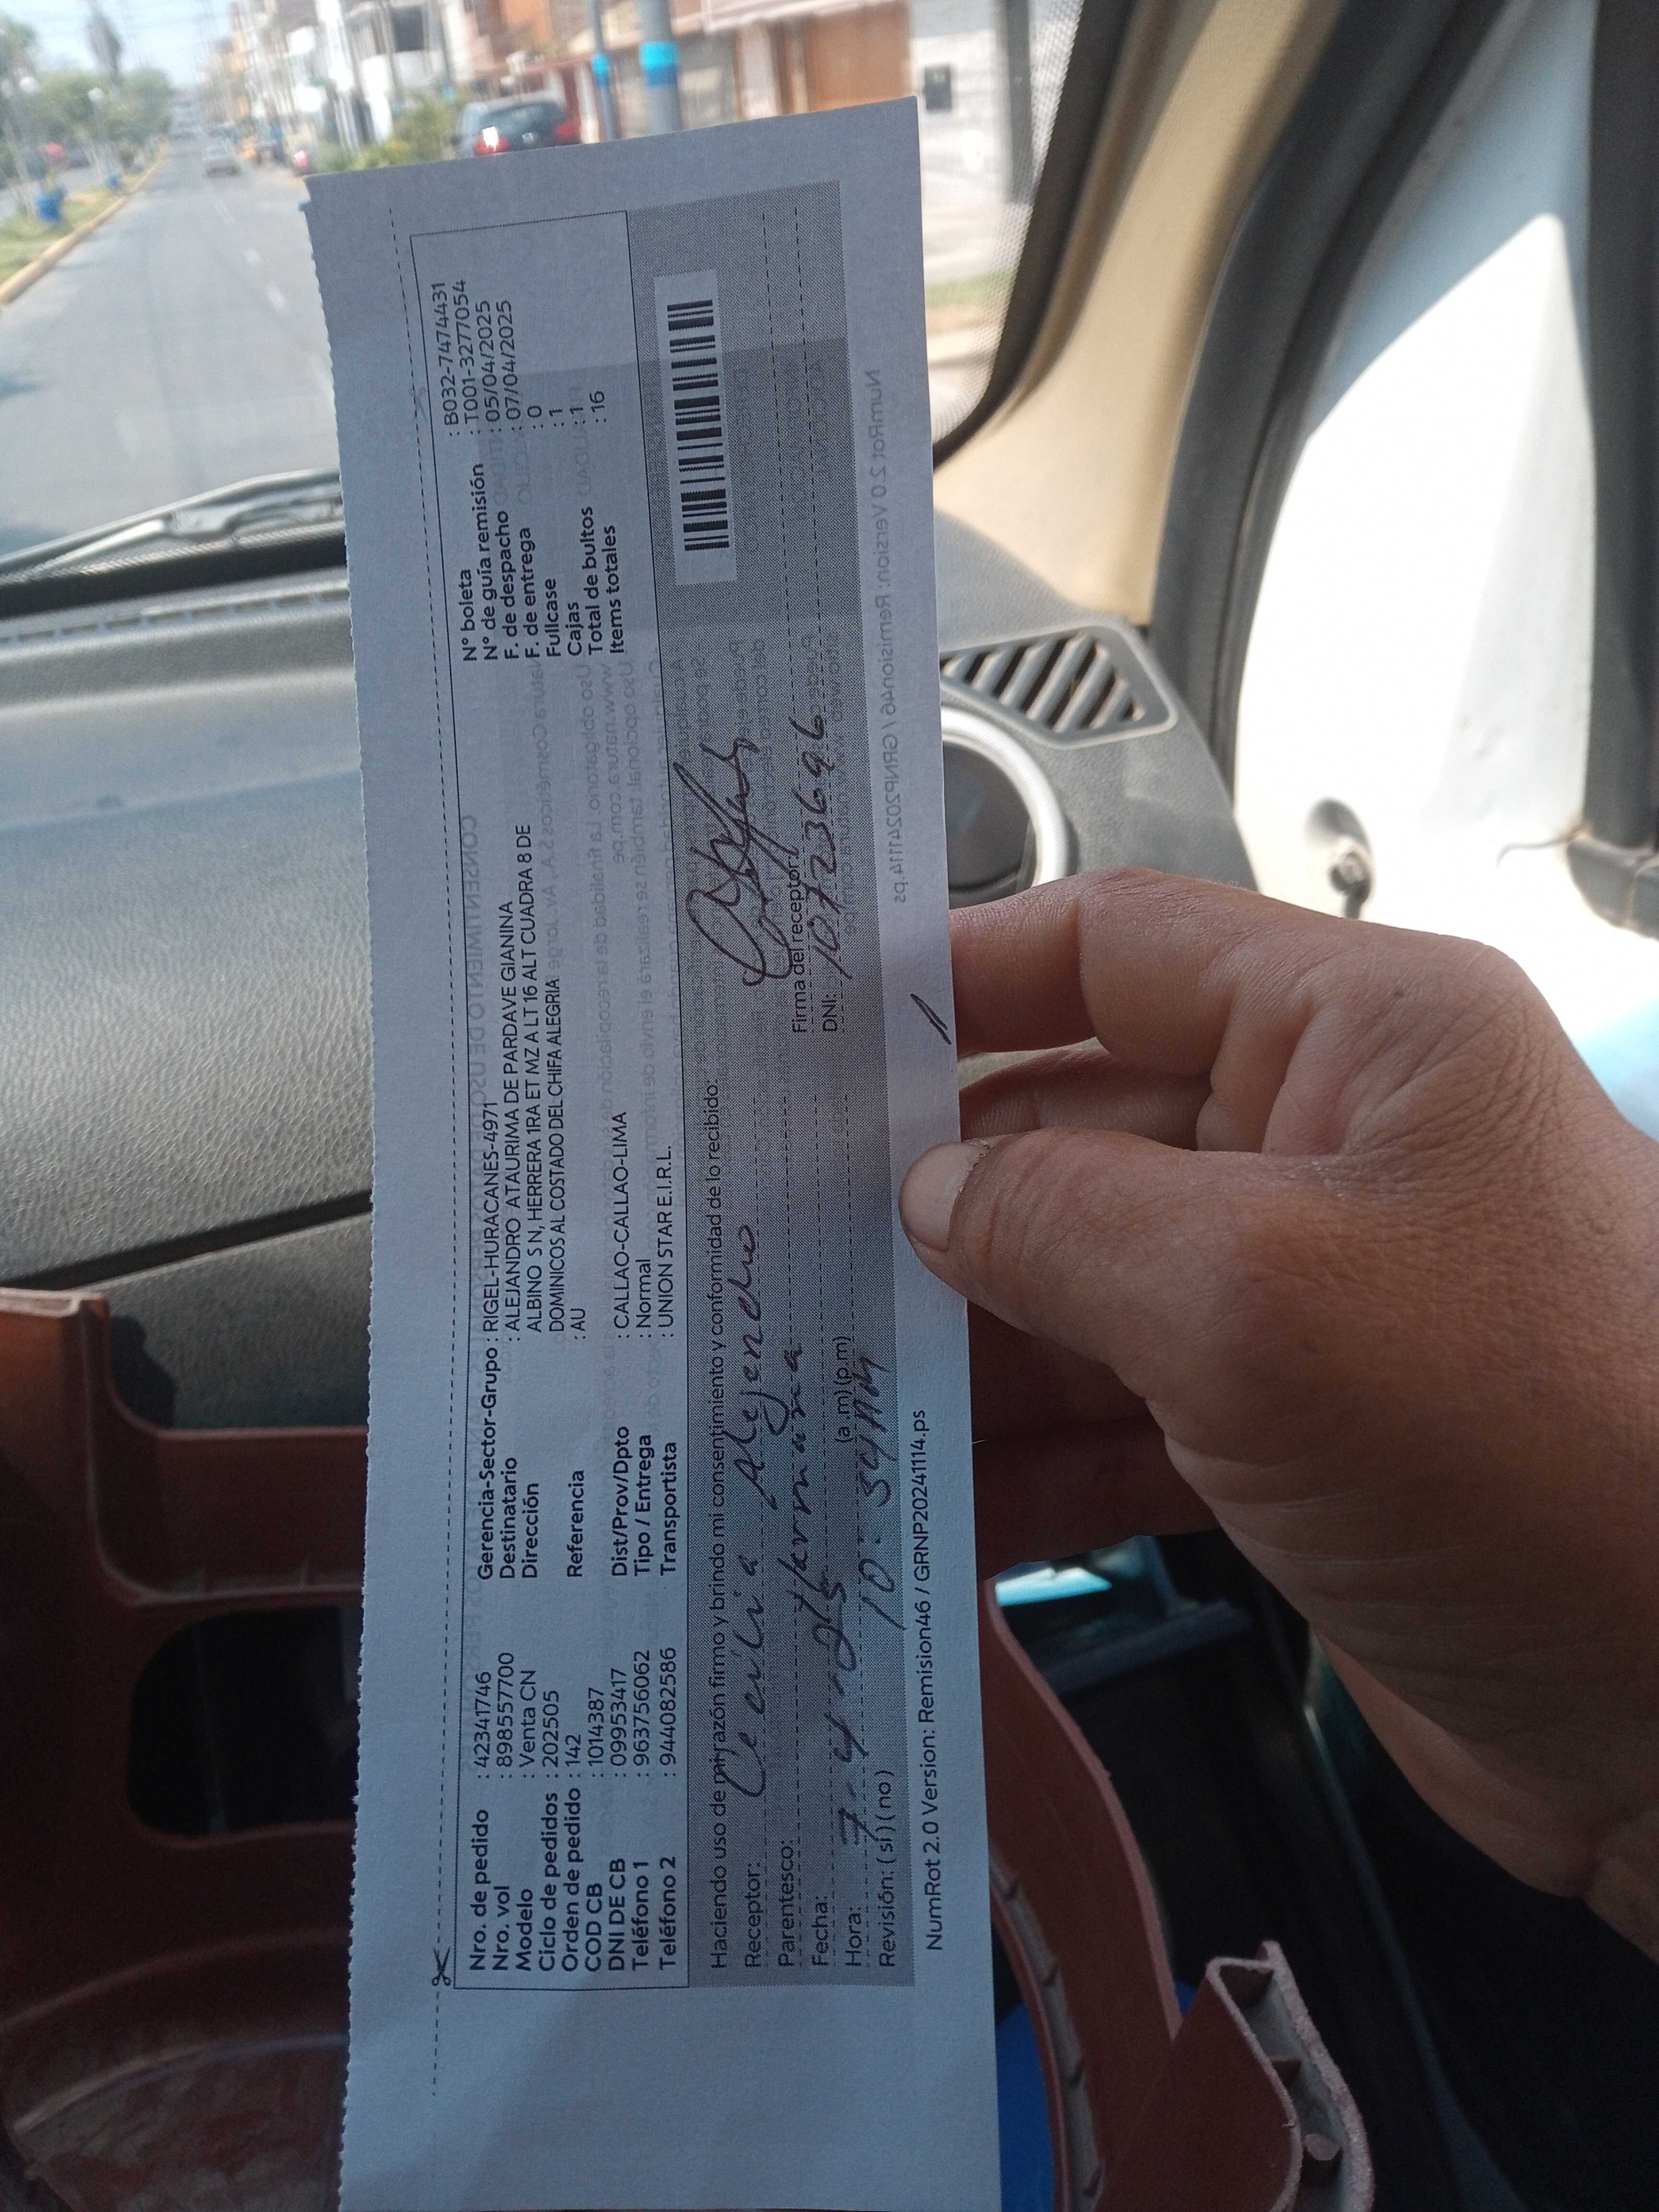 Nro. de pedido : 42341746
Nro. vol : 898557700
Modelo : Venta CN
Ciclo de pedidos : 202505
Orden de pedido : 142
COD CB : 1014387
DNI DE CB : 09953417
Teléfono 1 : 963756062
Teléfono 2 : 944082586
Gerencia-Sector-Grupo : RIGEL-HURACANES-4971
Destinatario : ALEJANDRO ATAURIMA DE PARDAVE GIANINA
Dirección ALBINO S N, HERRERA 1RA ET MZ A LT 16 ALT CUADRA 8 DE
DOMINICOS AL COSTADO DEL CHIFA ALEGRIA
Referencia : AU
Dist/Prov/Dpto : CALLAO-CALLAO-LIMA
Tipo / Entrega : Normal
Transportista : UNION STAR E.I.R.L.
N° boleta : B032-7474431
N° de guía remisión : T001-3277054
F. de despacho : 05/04/2025
F. de entrega : 07/04/2025
Fullcase : 0
Cajas : 1
Total de bultos : 1
Items totales : 16
Haciendo uso de mi razón firmo y brindo mi consentimiento y conformidad de lo recibido:
Receptor: Cecilia Alejandro
Parentesco: Harmana
Fecha: 7-4-025
Hora: 10:34AM (a.m) (p.m)
Revisión: ( si ) ( no )
Firma del receptor:
DNI: 10723696
NumRot 2.0 Version: Remision46 / GRNP20241114.ps